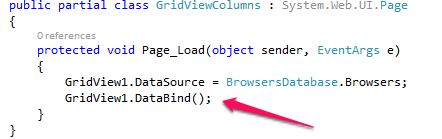 public partial class GridViewColumns : System.Web.UI.Page
{
0 references
protected void Page_Load(object sender, EventArgs e)
{
GridView1.DataSource = BrowsersDatabase.Browsers;
GridView1.DataBind();
}
}